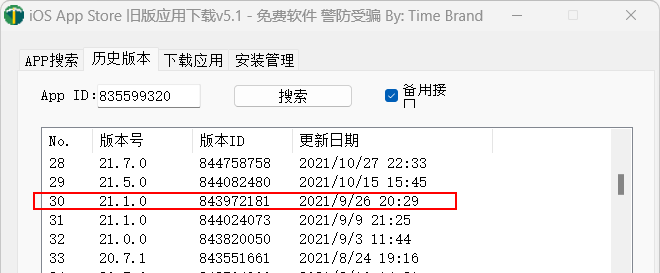 iOS App Store 旧版应用下载v5.1 - 免费软件 警防受骗 By: Time Brand
APP搜索 历史版本 下载应用 安装管理
App ID: 835599320 搜索 备用接口
No. 版本号 版本ID 更新日期
28 21.7.0 844758758 2021/10/27 22:33
29 21.5.0 844082480 2021/10/15 15:45
30 21.1.0 843972181 2021/9/26 20:29
31 21.1.0 844024073 2021/9/9 21:25
32 21.0.0 843820050 2021/9/3 11:44
33 20.7.1 843551661 2021/8/24 19:16